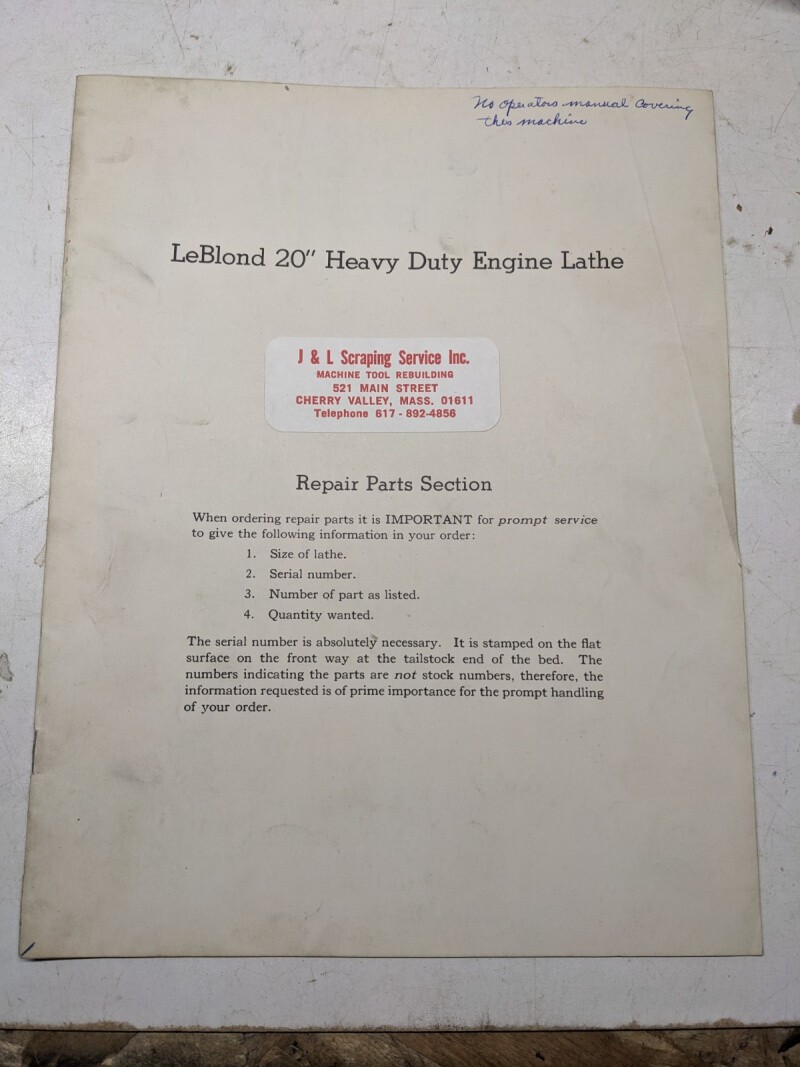 No operators manual covering
this machine
LeBlond 20" Heavy Duty Engine Lathe
J & L Scraping Service Inc.
MACHINE TOOL REBUILDING
521 MAIN STREET
CHERRY VALLEY, MASS. 01611
Telephone 617 - 892-4856
Repair Parts Section
When ordering repair parts it is IMPORTANT for prompt service
to give the following information in your order:
1. Size of lathe.
2. Serial number.
3. Number of part as listed.
4. Quantity wanted.
The serial number is absolutely necessary. It is stamped on the flat
surface on the front way at the tailstock end of the bed. The
numbers indicating the parts are not stock numbers, therefore, the
information requested is of prime importance for the prompt handling
of your order.